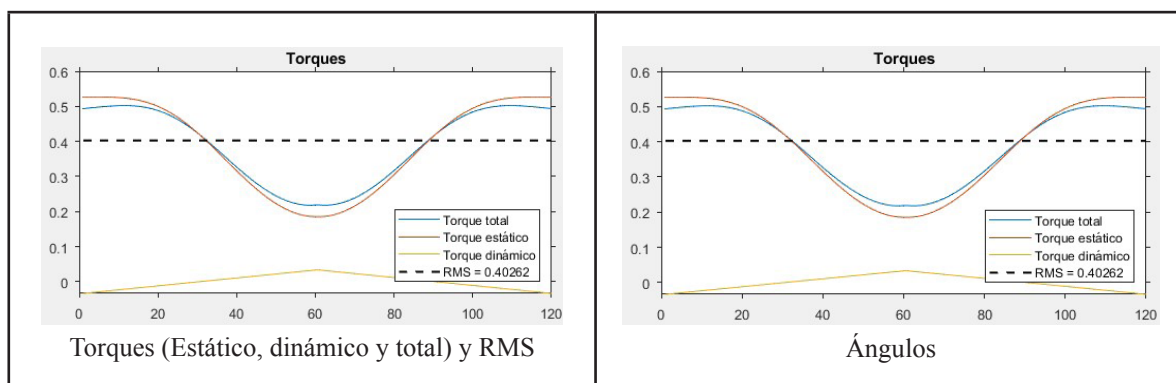 Torques
0.6
0.5
0.4
0.3
0.2
0.1
0
0 20 40 60 80 100 120
Torque total
Torque estático
Torque dinámico
RMS = 0.40262
Torques (Estático, dinámico y total) y RMS
Torques
0.6
0.5
0.4
0.3
0.2
0.1
0
0 20 40 60 80 100 120
Torque total
Torque estático
Torque dinámico
RMS = 0.40262
Ángulos